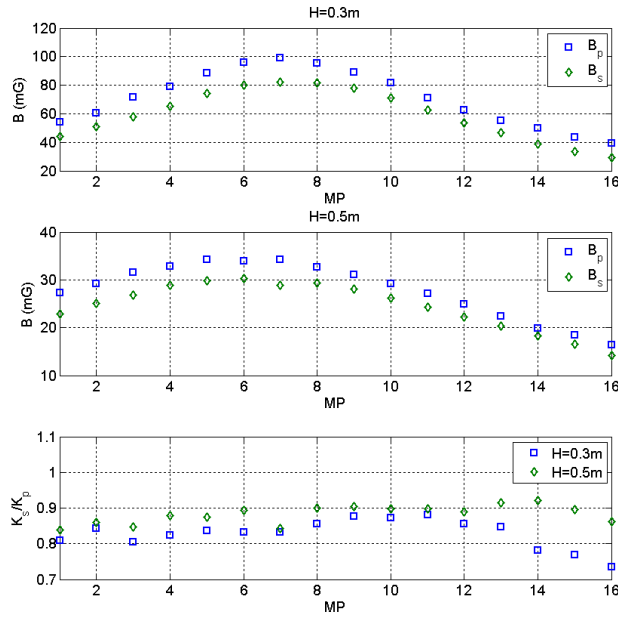 H=0.3m
120
100
80
60
40
20
B (mG)
B_p
B_s
2 4 6 8 10 12 14 16
MP
H=0.5m
40
30
20
10
B (mG)
B_p
B_s
2 4 6 8 10 12 14 16
MP
1.1
1
0.9
0.8
0.7
K_s/K_p
H=0.3m
H=0.5m
2 4 6 8 10 12 14 16
MP